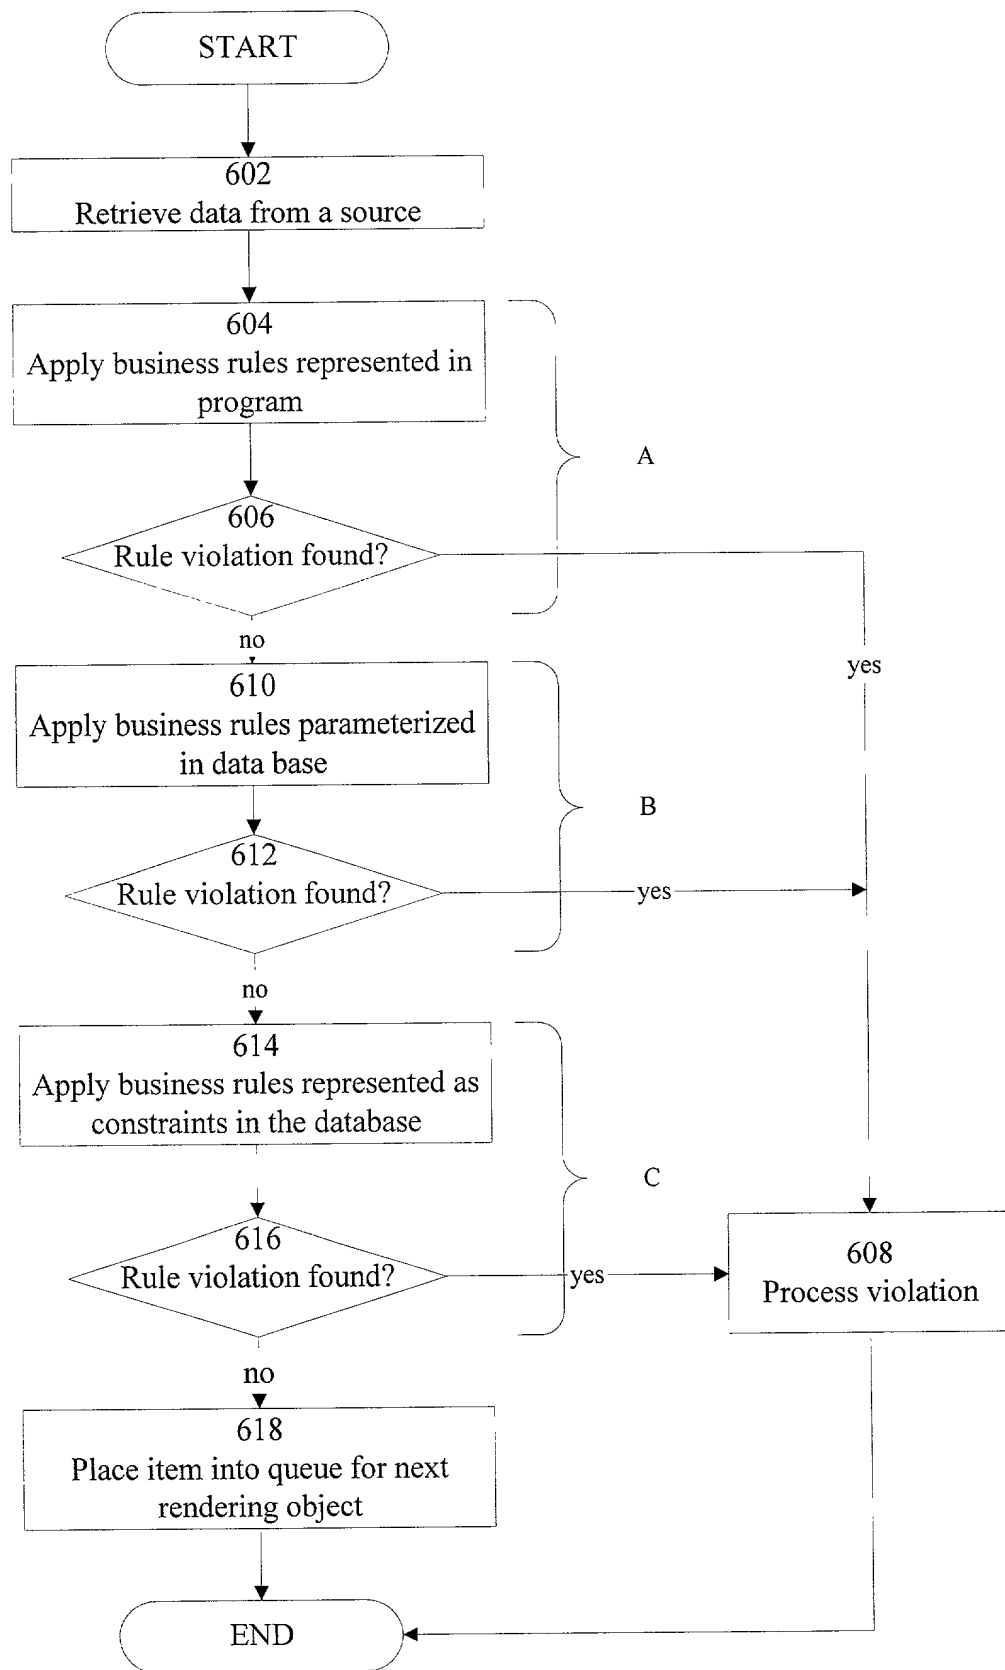 START
602
Retrieve data from a source
604
Apply business rules represented in
program
A
606
Rule violation found?
no
yes
610
Apply business rules parameterized
in data base
B
612
Rule violation found?
yes
no
614
Apply business rules represented as
constraints in the database
C
616
Rule violation found?
yes
608
Process violation
no
618
Place item into queue for next
rendering object
END